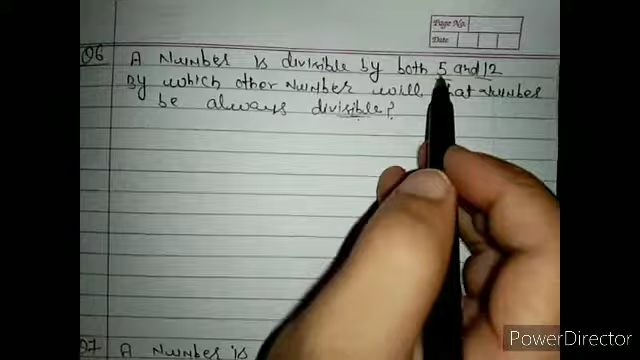 Page No.
Date
Q6 A Number is divisible by both 5 and 12
By which other Number will number
be always divisible?
Q7 A Number is
PowerDirector